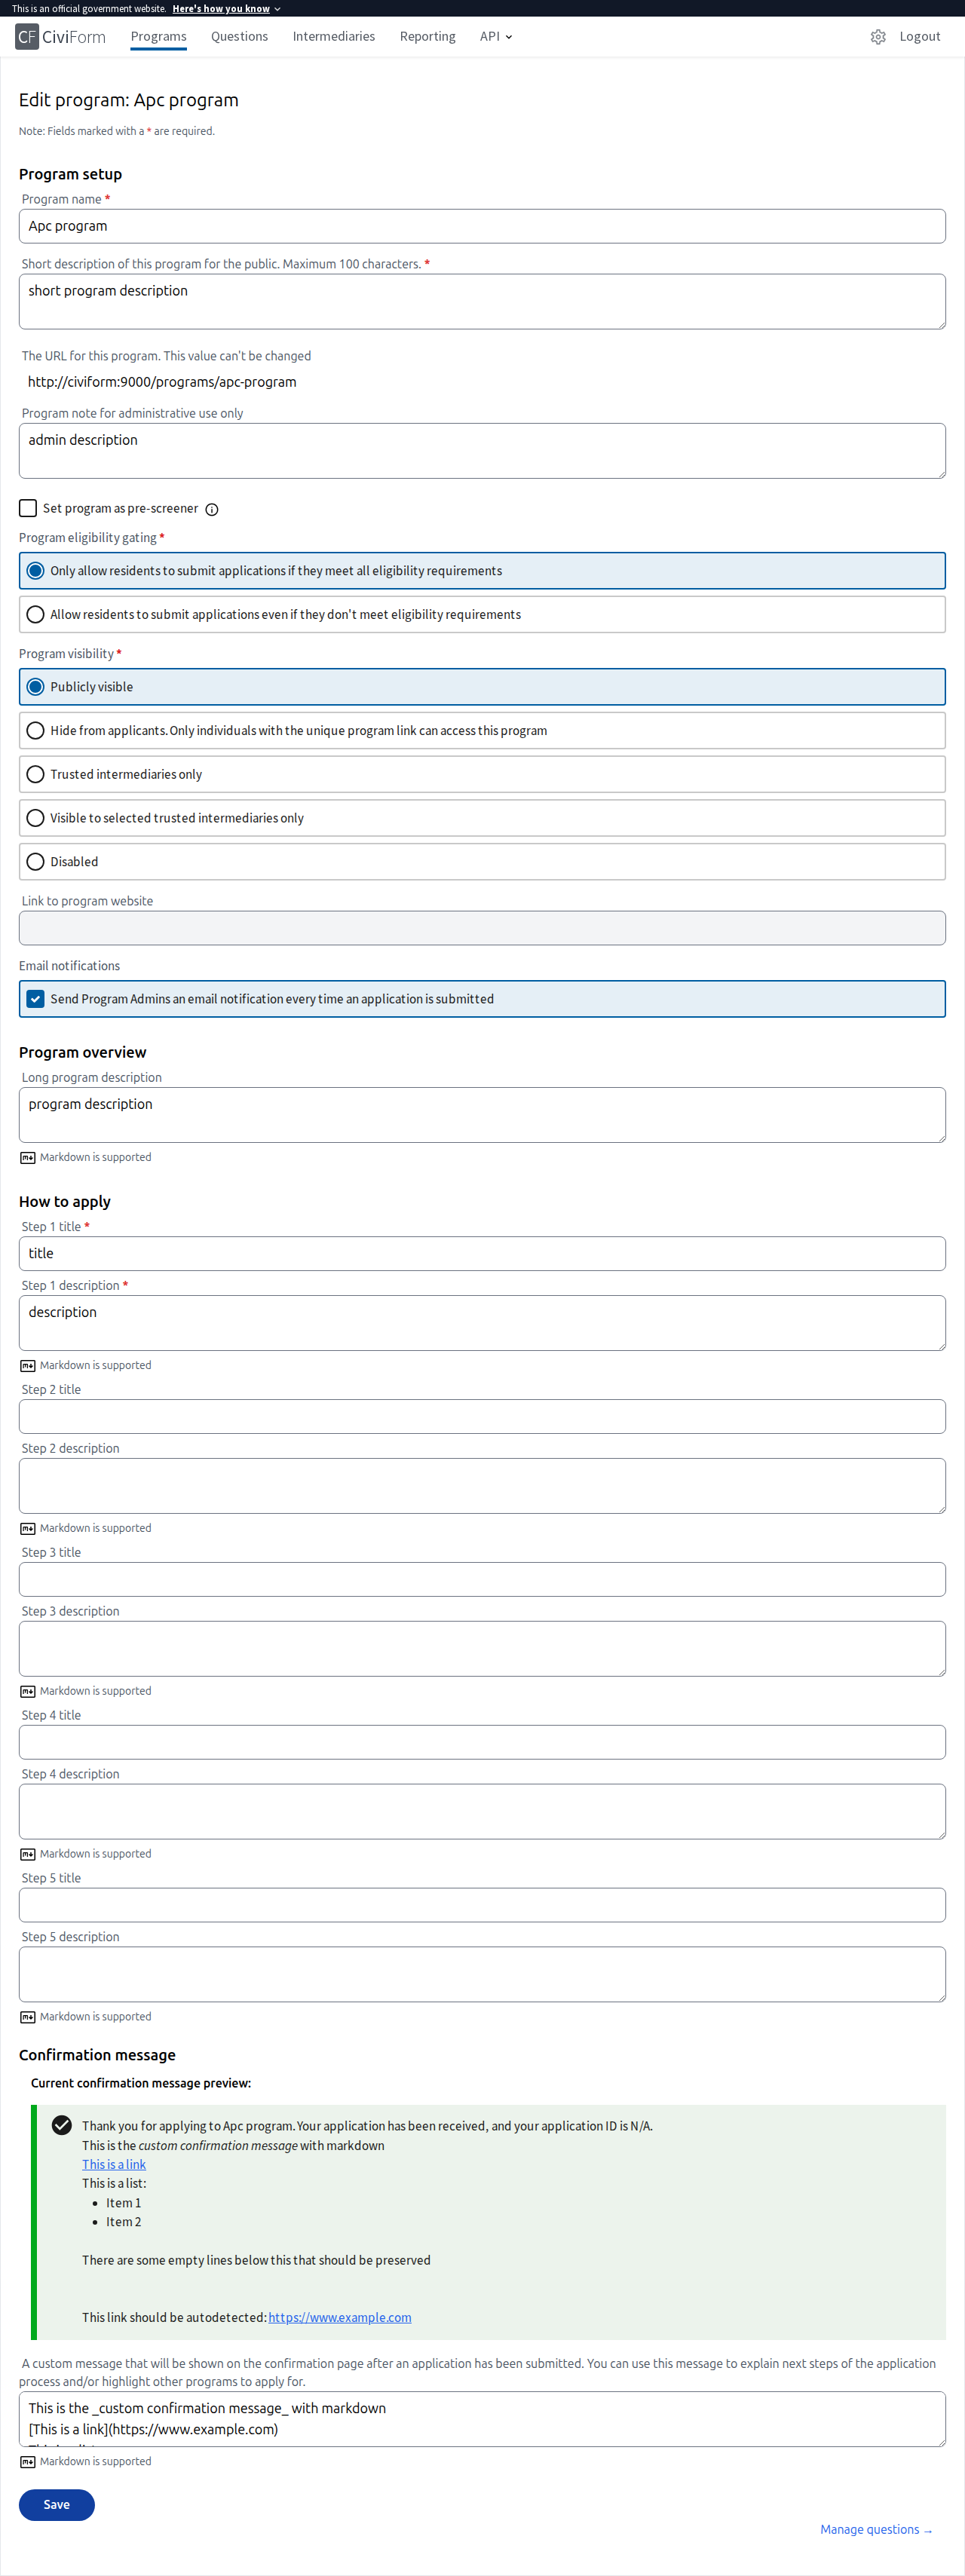 This is an official government website. Here's how you know
CF CiviForm Programs Questions Intermediaries Reporting API Logout
Edit program: Apc program
Note: Fields marked with a * are required.
Program setup
Program name *
Apc program
Short description of this program for the public. Maximum 100 characters. *
short program description
The URL for this program. This value can't be changed
http://civiform:9000/programs/apc-program
Program note for administrative use only
admin description
Set program as pre-screener
Program eligibility gating *
Only allow residents to submit applications if they meet all eligibility requirements
Allow residents to submit applications even if they don't meet eligibility requirements
Program visibility *
Publicly visible
Hide from applicants. Only individuals with the unique program link can access this program
Trusted intermediaries only
Visible to selected trusted intermediaries only
Disabled
Link to program website
Email notifications
Send Program Admins an email notification every time an application is submitted
Program overview
Long program description
program description
Markdown is supported
How to apply
Step 1 title *
title
Step 1 description *
description
Markdown is supported
Step 2 title
Step 2 description
Markdown is supported
Step 3 title
Step 3 description
Markdown is supported
Step 4 title
Step 4 description
Markdown is supported
Step 5 title
Step 5 description
Markdown is supported
Confirmation message
Current confirmation message preview:
Thank you for applying to Apc program. Your application has been received, and your application ID is N/A.
This is the custom confirmation message with markdown
This is a link
This is a list:
• Item 1
• Item 2
There are some empty lines below this that should be preserved
This link should be autodetected: https://www.example.com
A custom message that will be shown on the confirmation page after an application has been submitted. You can use this message to explain next steps of the application
process and/or highlight other programs to apply for.
This is the _custom confirmation message_ with markdown
[This is a link](https://www.example.com)
Markdown is supported
Save
Manage questions →